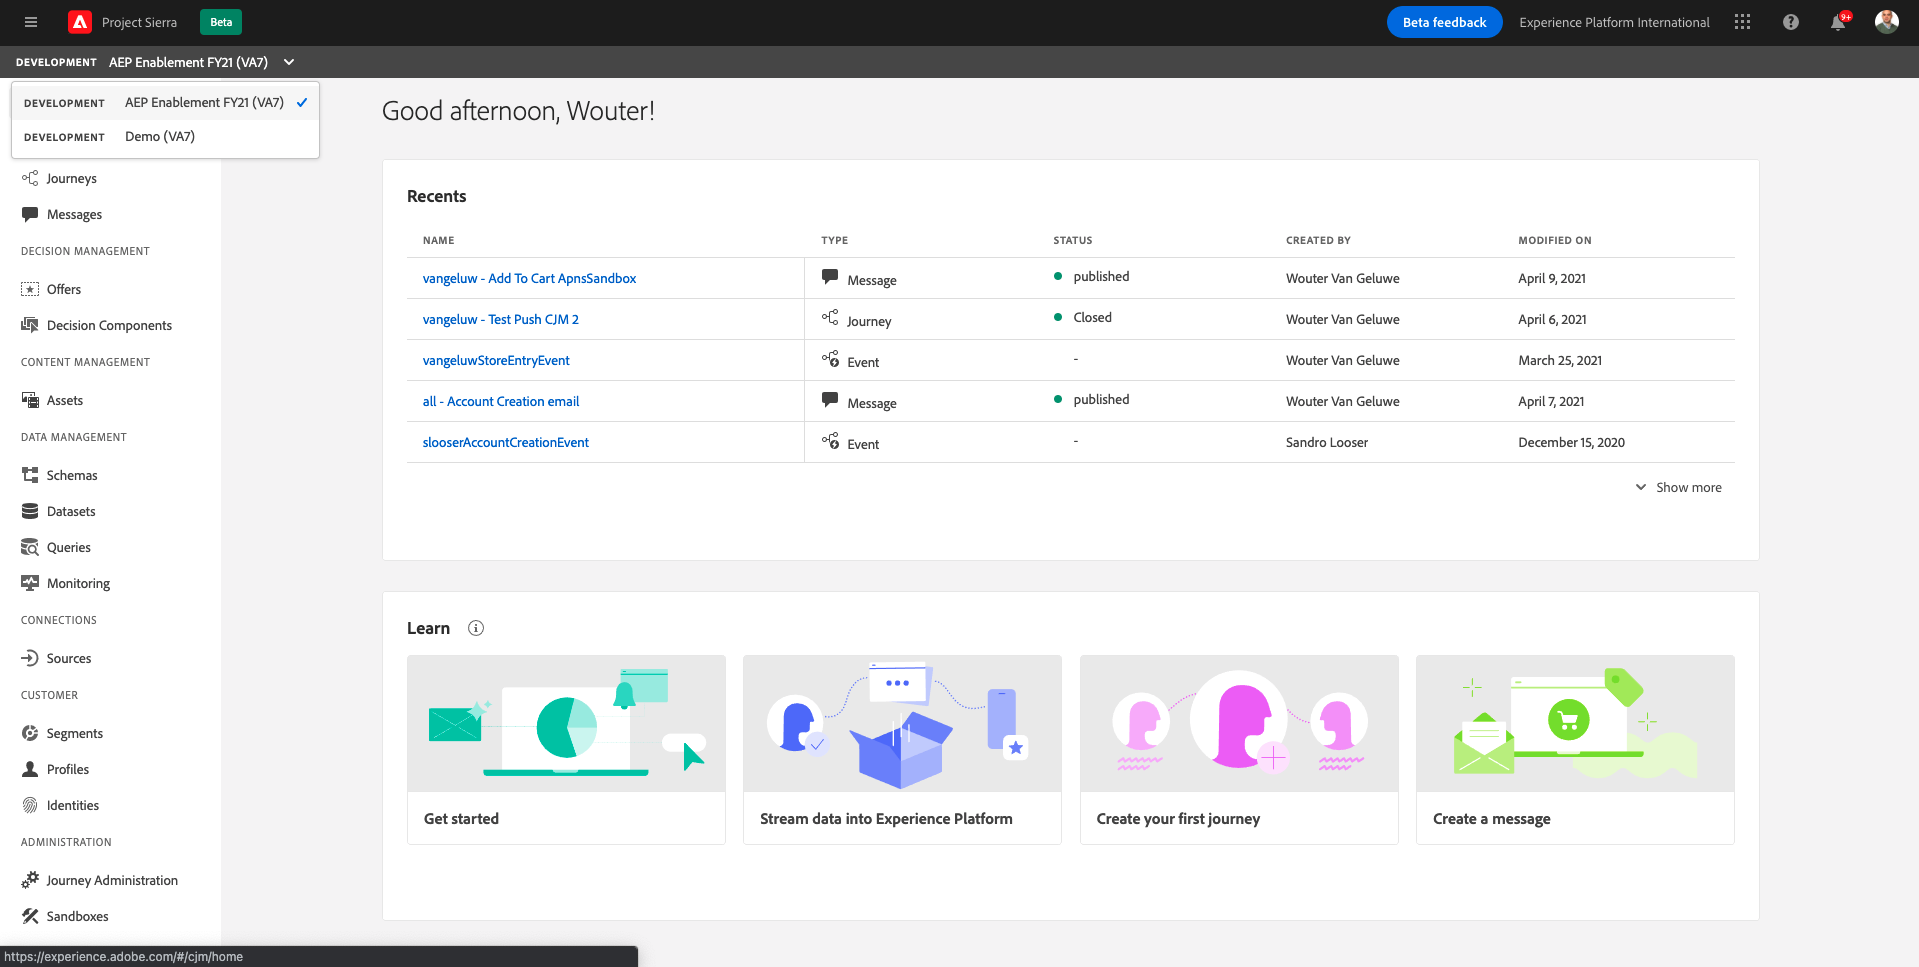 Project Sierra Beta Beta feedback Experience Platform International 9+
DEVELOPMENT AEP Enablement FY21 (VA7)
DEVELOPMENT AEP Enablement FY21 (VA7)
DEVELOPMENT Demo (VA7)
Journeys
Messages
DECISION MANAGEMENT
Offers
Decision Components
CONTENT MANAGEMENT
Assets
DATA MANAGEMENT
Schemas
Datasets
Queries
Monitoring
CONNECTIONS
Sources
CUSTOMER
Segments
Profiles
Identities
ADMINISTRATION
Journey Administration
Sandboxes
Good afternoon, Wouter!
Recents
NAME TYPE STATUS CREATED BY MODIFIED ON
vangeluw - Add To Cart ApnsSandbox Message published Wouter Van Geluwe April 9, 2021
vangeluw - Test Push CJM 2 Journey Closed Wouter Van Geluwe April 6, 2021
vangeluwStoreEntryEvent Event - Wouter Van Geluwe March 25, 2021
all - Account Creation email Message published Wouter Van Geluwe April 7, 2021
slooserAccountCreationEvent Event - Sandro Looser December 15, 2020
Show more
Learn
Get started
Stream data into Experience Platform
Create your first journey
Create a message
https://experience.adobe.com/#/cjm/home